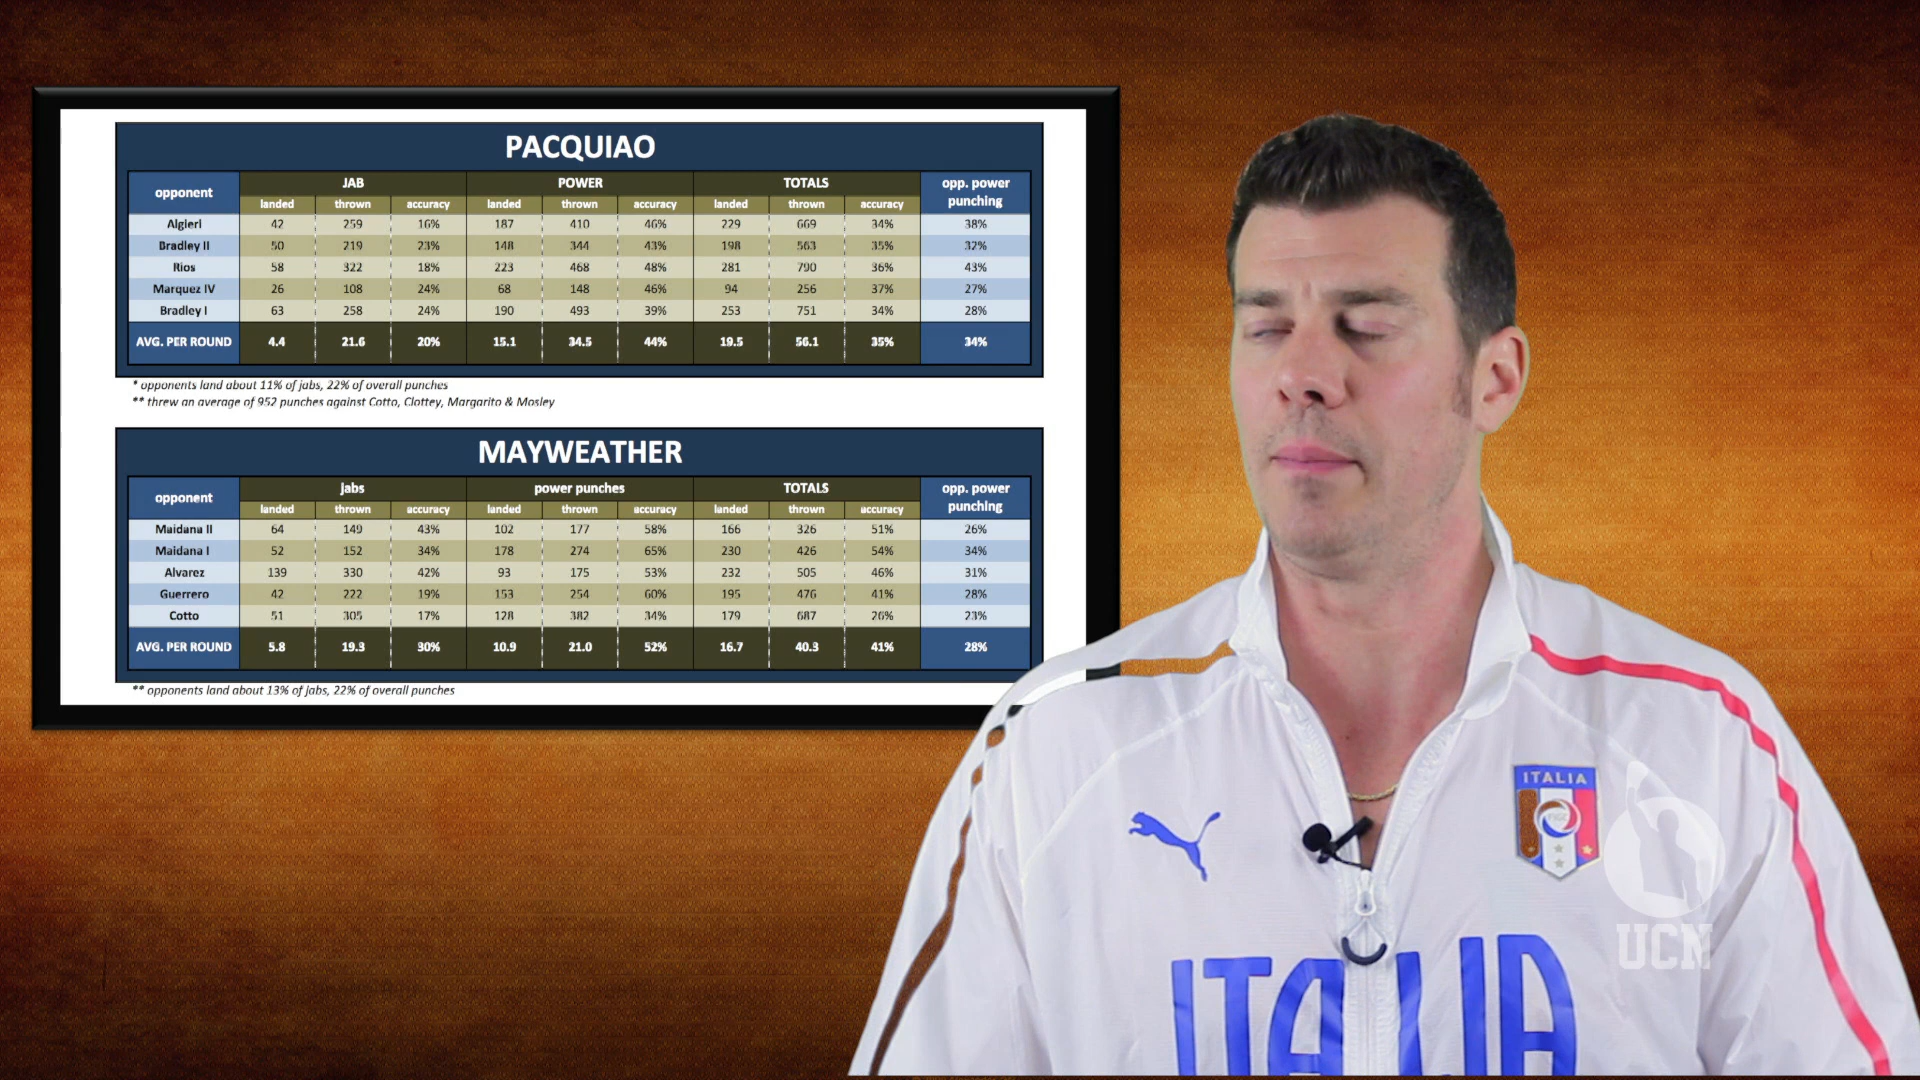 PACQUIAO
opponent JAB POWER TOTALS opp. power punching
landed thrown accuracy landed thrown accuracy landed thrown accuracy
Algieri 42 259 16% 187 410 46% 229 669 34% 38%
Bradley II 50 219 23% 148 344 43% 198 563 35% 32%
Rios 58 322 18% 223 468 48% 281 790 36% 43%
Marquez IV 26 108 24% 68 148 46% 94 256 37% 27%
Bradley I 63 258 24% 190 493 39% 253 751 34% 28%
AVG. PER ROUND 4.4 21.6 20% 15.1 34.5 44% 19.5 56.1 35% 34%
* opponents land about 11% of jabs, 22% of overall punches
** threw an average of 952 punches against Cotto, Clottey, Margarito & Mosley
MAYWEATHER
opponent jabs power punches TOTALS opp. power punching
landed thrown accuracy landed thrown accuracy landed thrown accuracy
Maidana II 64 149 43% 102 177 58% 166 326 51% 26%
Maidana I 52 152 34% 178 274 65% 230 426 54% 34%
Alvarez 139 330 42% 93 175 53% 232 505 46% 31%
Guerrero 42 222 19% 153 254 60% 195 476 41% 28%
Cotto 51 305 17% 128 382 34% 179 687 26% 23%
AVG. PER ROUND 5.8 19.3 30% 10.9 21.0 52% 16.7 40.3 41% 28%
** opponents land about 13% of jabs, 22% of overall punches
ITALIA
UCN
ITALIA